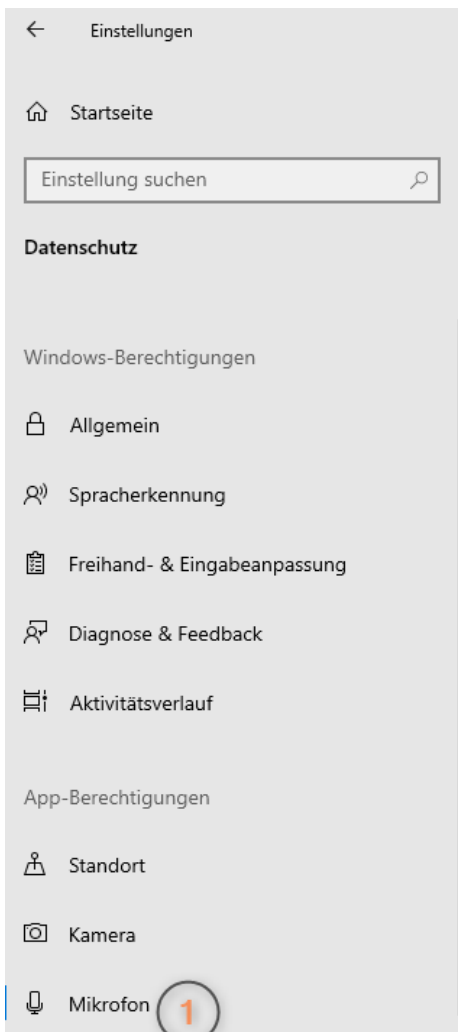 Einstellungen
Startseite
Einstellung suchen
Datenschutz
Windows-Berechtigungen
Allgemein
Spracherkennung
Freihand- & Eingabeanpassung
Diagnose & Feedback
Aktivitätsverlauf
App-Berechtigungen
Standort
Kamera
Mikrofon 1